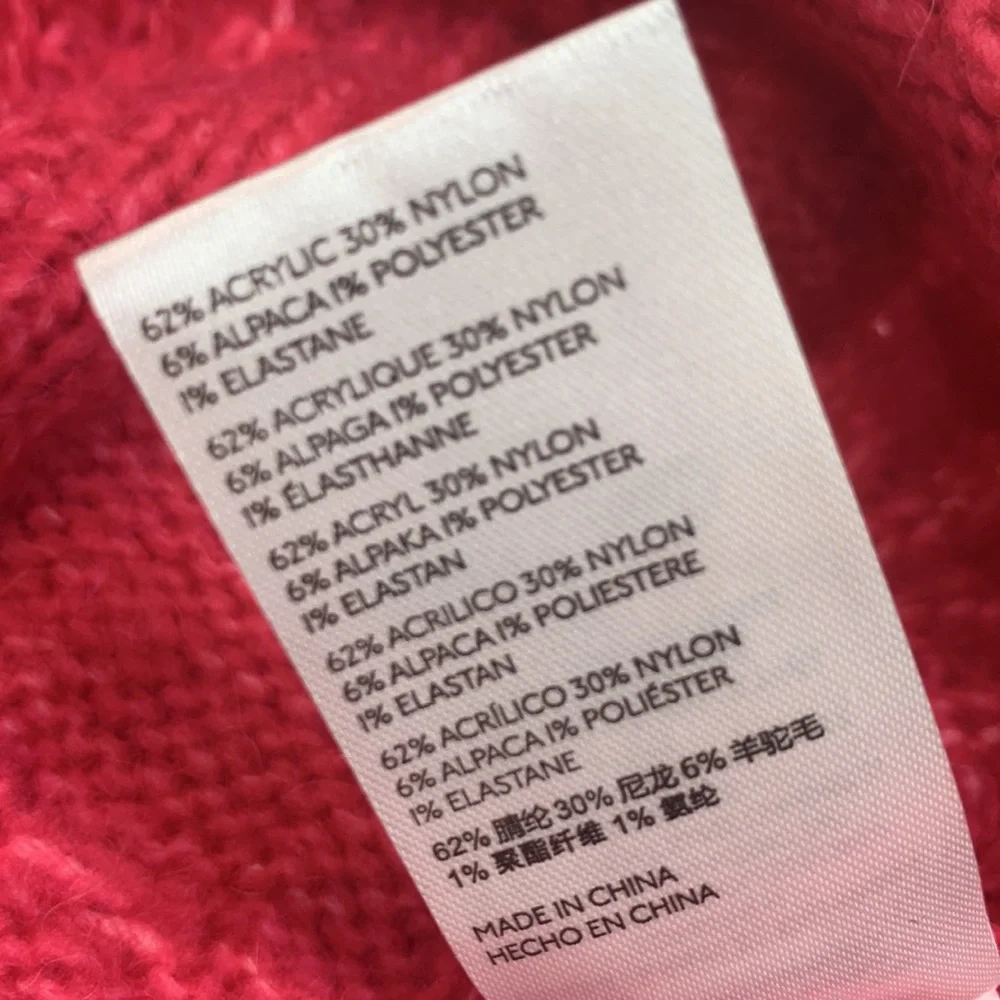 62% ACRYLIC 30% NYLON
6% ALPACA 1% POLYESTER
1% ELASTANE
62% ACRYLIQUE 30% NYLON
6% ALPAGA 1% POLYESTER
1% ÉLASTHANNE
62% ACRYL 30% NYLON
6% ALPAKA 1% POLYESTER
1% ELASTAN
62% ACRILICO 30% NYLON
6% ALPACA 1% POLIESTERE
1% ELASTAN
62% ACRÍLICO 30% NYLON
6% ALPACA 1% POLIÉSTER
1% ELASTANE
62% 腈纶 30% 尼龙 6% 羊驼毛
1% 聚酯纤维 1% 氨纶
MADE IN CHINA
HECHO EN CHINA